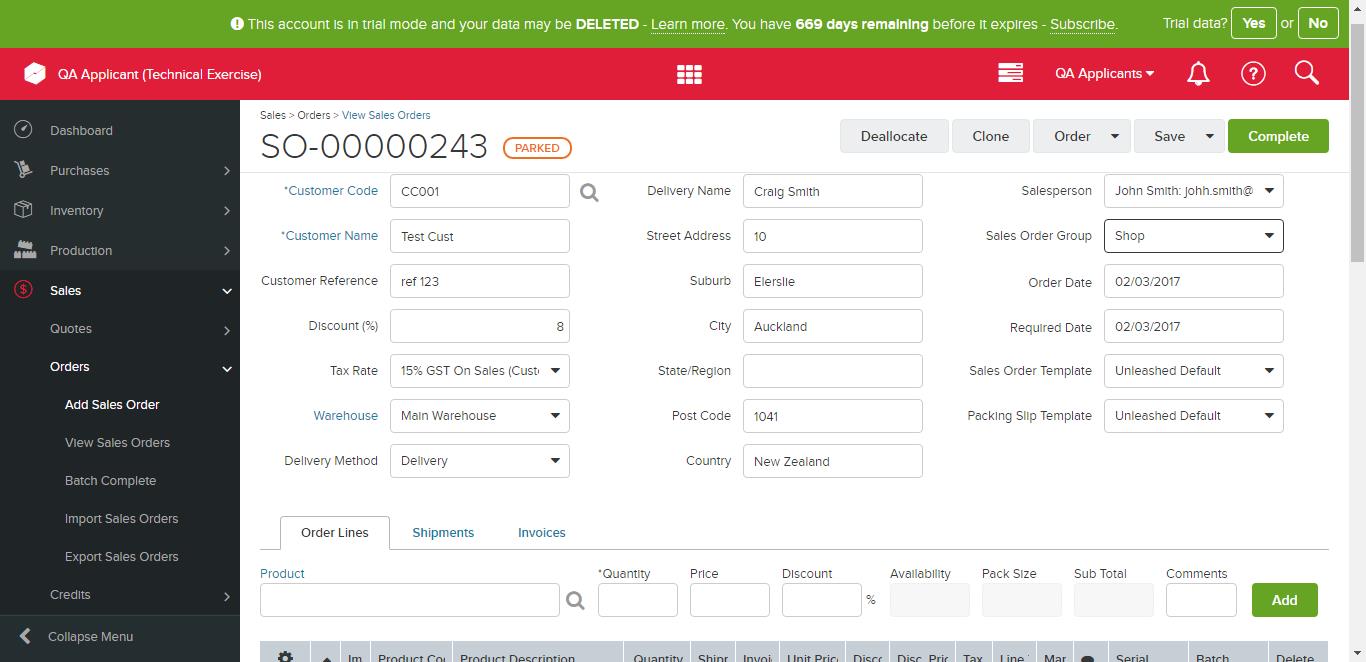 This account is in trial mode and your data may be DELETED - Learn more. You have 669 days remaining before it expires - Subscribe.
Trial data? Yes or No
QA Applicant (Technical Exercise)
QA Applicants
Dashboard
Purchases
Inventory
Production
Sales
Quotes
Orders
Add Sales Order
View Sales Orders
Batch Complete
Import Sales Orders
Export Sales Orders
Credits
Collapse Menu
Sales > Orders > View Sales Orders
SO-00000243 PARKED
Deallocate Clone Order Save Complete
*Customer Code CC001 Delivery Name Craig Smith Salesperson John Smith: johh.smith@
*Customer Name Test Cust Street Address 10 Sales Order Group Shop
Customer Reference ref 123 Suburb Elerslie Order Date 02/03/2017
Discount (%) 8 City Auckland Required Date 02/03/2017
Tax Rate 15% GST On Sales (Cust State/Region Sales Order Template Unleashed Default
Warehouse Main Warehouse Post Code 1041 Packing Slip Template Unleashed Default
Delivery Method Delivery Country New Zealand
Order Lines Shipments Invoices
Product *Quantity Price Discount Availability Pack Size Sub Total Comments
% Add
Im Product Product Description Quantity Shipr Invoi Unit Pric Disc Disc. Pric Tax Line Mar Serial Batch Delete